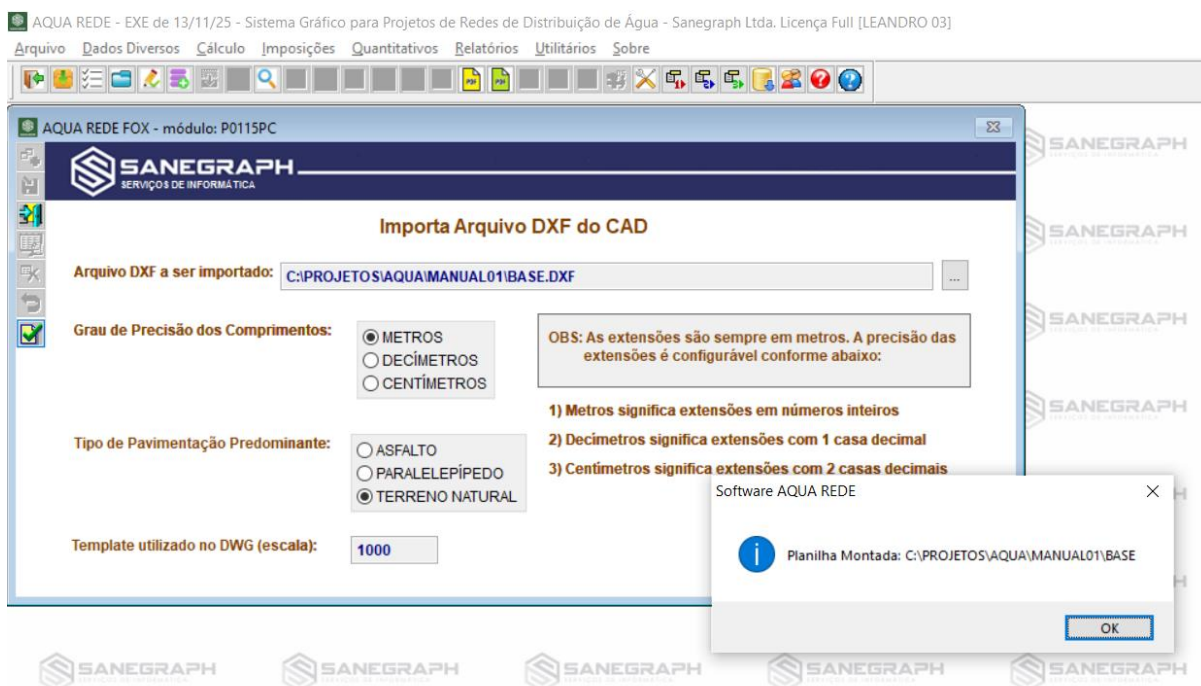 AQUA REDE - EXE de 13/11/25 - Sistema Gráfico para Projetos de Redes de Distribuição de Água - Sanegraph Ltda. Licença Full [LEANDRO 03]
Arquivo Dados Diversos Cálculo Imposições Quantitativos Relatórios Utilitários Sobre
PDF PDF
AQUA REDE FOX - módulo: P0115PC
SANEGRAPH
SERVIÇOS DE INFORMÁTICA
Importa Arquivo DXF do CAD
Arquivo DXF a ser importado: C:\PROJETOS\AQUA\MANUAL01\BASE.DXF ...
Grau de Precisão dos Comprimentos:
METROS
DECÍMETROS
CENTÍMETROS
OBS: As extensões são sempre em metros. A precisão das
extensões é configurável conforme abaixo:
1) Metros significa extensões em números inteiros
2) Decímetros significa extensões com 1 casa decimal
3) Centímetros significa extensões com 2 casas decimais
Tipo de Pavimentação Predominante:
ASFALTO
PARALELEPÍPEDO
TERRENO NATURAL
Template utilizado no DWG (escala): 1000
Software AQUA REDE
Planilha Montada: C:\PROJETOS\AQUA\MANUAL01\BASE
OK
SANEGRAPH
SANEGRAPH
SANEGRAPH
SANEGRAPH
SANEGRAPH SANEGRAPH SANEGRAPH SANEGRAPH SANEGRAPH